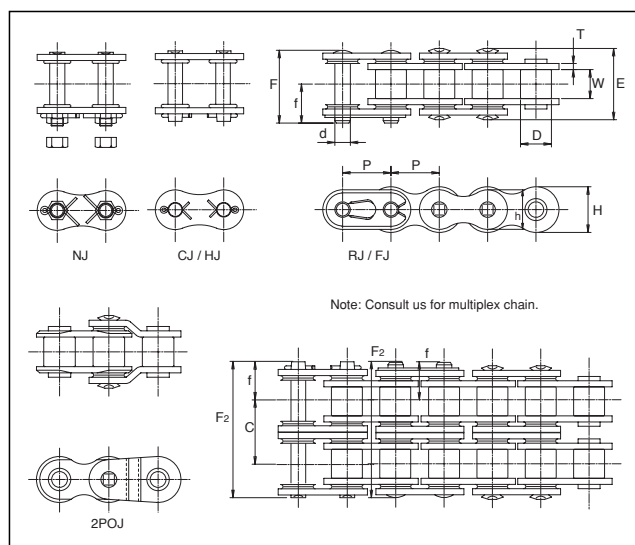 T
F
W
E
f
d
D
P P
h
H
NJ
CJ / HJ
RJ / FJ
Note: Consult us for multiplex chain.
F2
f
f
F2
C
2POJ